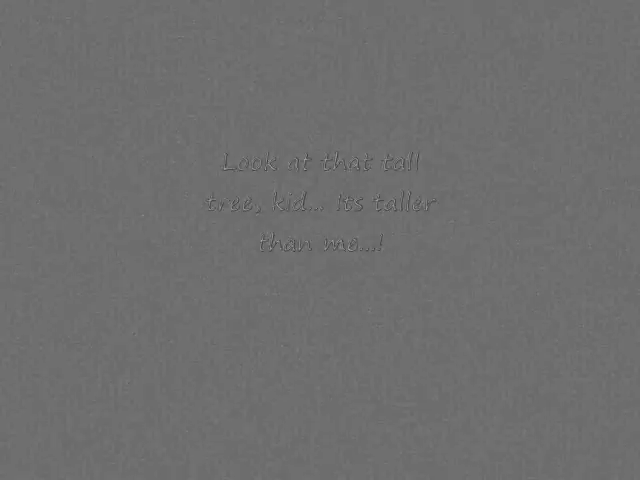 Look at that tall
tree, kid... Its taller
than me...!